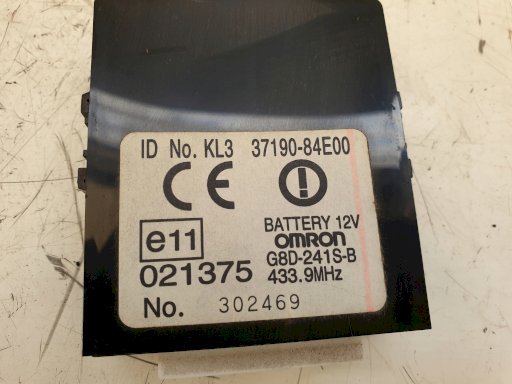 ID No. KL3 37190-84E00
CE
BATTERY 12V
e11
OMRON
G8D-241S-B
021375 433.9MHz
No. 302469